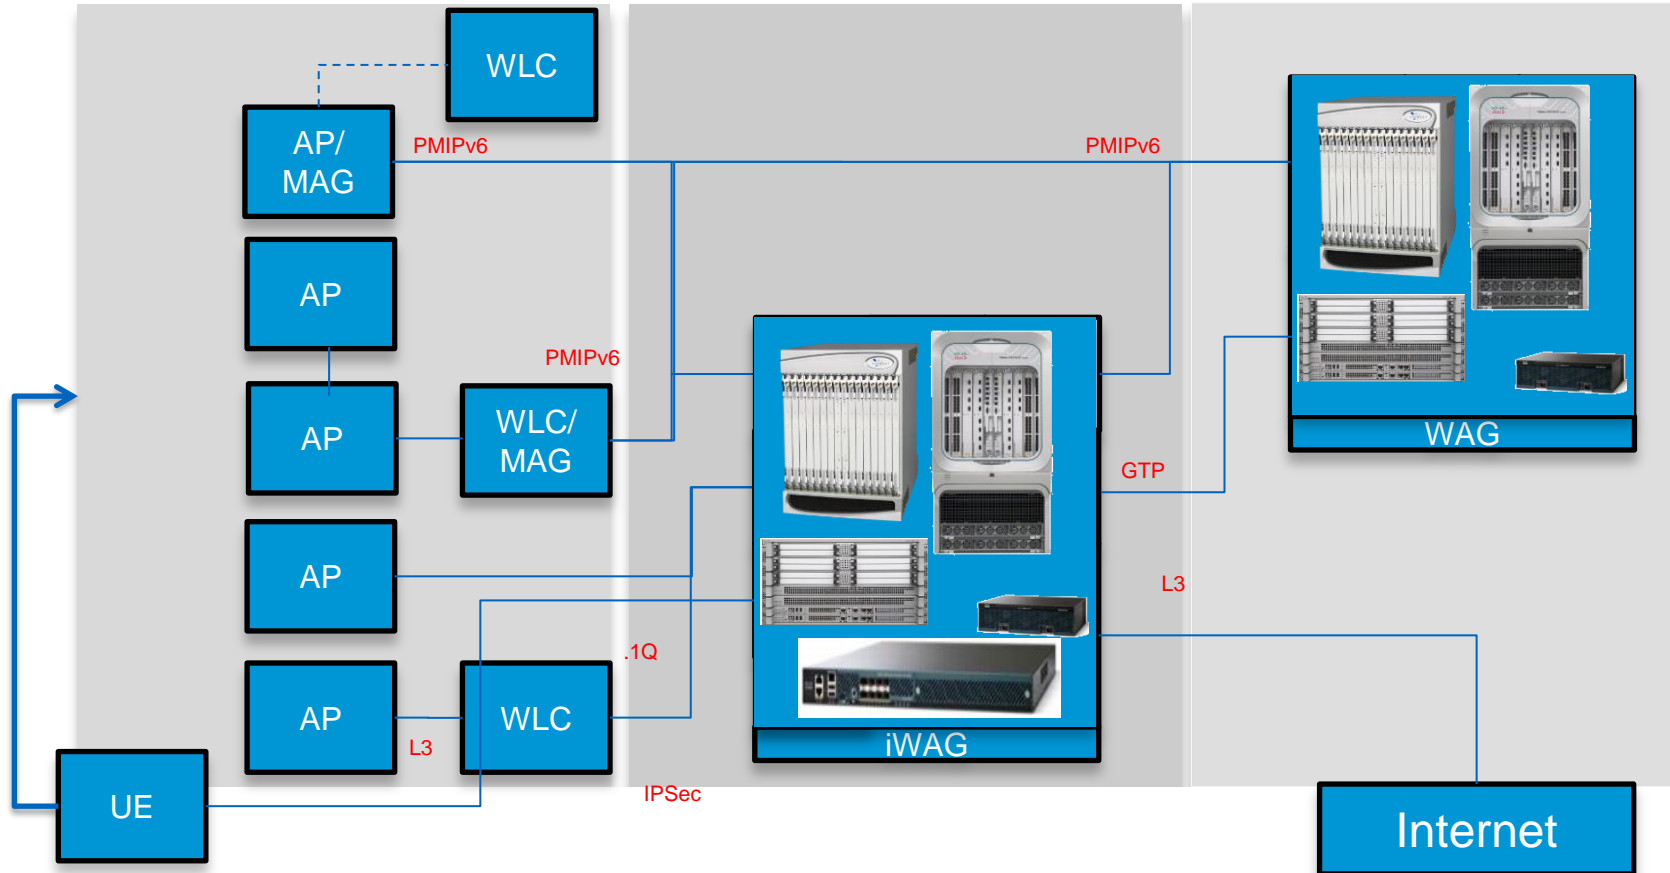 WLC
AP/
MAG
PMIPv6
PMIPv6
AP
PMIPv6
AP
WLC/
MAG
WAG
GTP
AP
L3
.1Q
AP
L3
WLC
iWAG
IPSec
UE
Internet